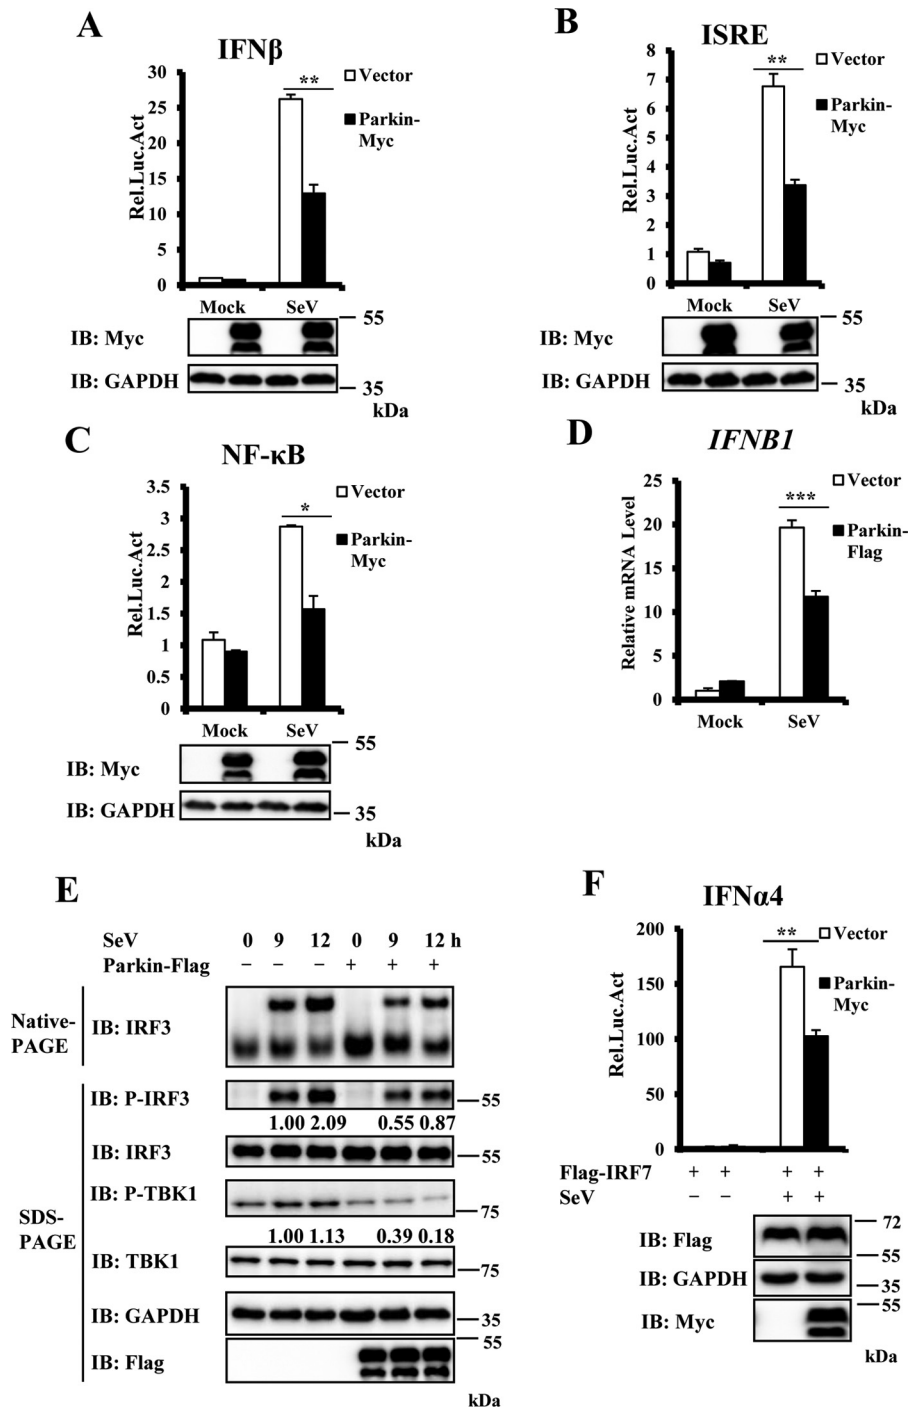 A
IFNβ
Rel.Luc.Act
30
25
20
15
10
5
0
**
Vector
Parkin-
Myc
Mock SeV
IB: Myc
55
IB: GAPDH
35
kDa
B
ISRE
Rel.Luc.Act
8
7
6
5
4
3
2
1
0
**
Vector
Parkin-
Myc
Mock SeV
IB: Myc
55
IB: GAPDH
35
kDa
C
NF-κB
Rel.Luc.Act
3.5
3
2.5
2
1.5
1
0.5
0
*
Vector
Parkin-
Myc
Mock SeV
IB: Myc
55
IB: GAPDH
35
kDa
D
IFNB1
Relative mRNA Level
25
20
15
10
5
0
***
Vector
Parkin-
Flag
Mock SeV
E
SeV 0 9 12 0 9 12 h
Parkin-Flag − − − + + +
Native-
PAGE
IB: IRF3
SDS-
PAGE
IB: P-IRF3
55
1.00 2.09 0.55 0.87
IB: IRF3
55
IB: P-TBK1
75
1.00 1.13 0.39 0.18
IB: TBK1
75
IB: GAPDH
35
IB: Flag
55
kDa
F
IFNα4
Rel.Luc.Act
200
150
100
50
0
**
Vector
Parkin-
Myc
Flag-IRF7 + + + +
SeV − − + +
IB: Flag
72
55
IB: GAPDH
35
IB: Myc
55
kDa